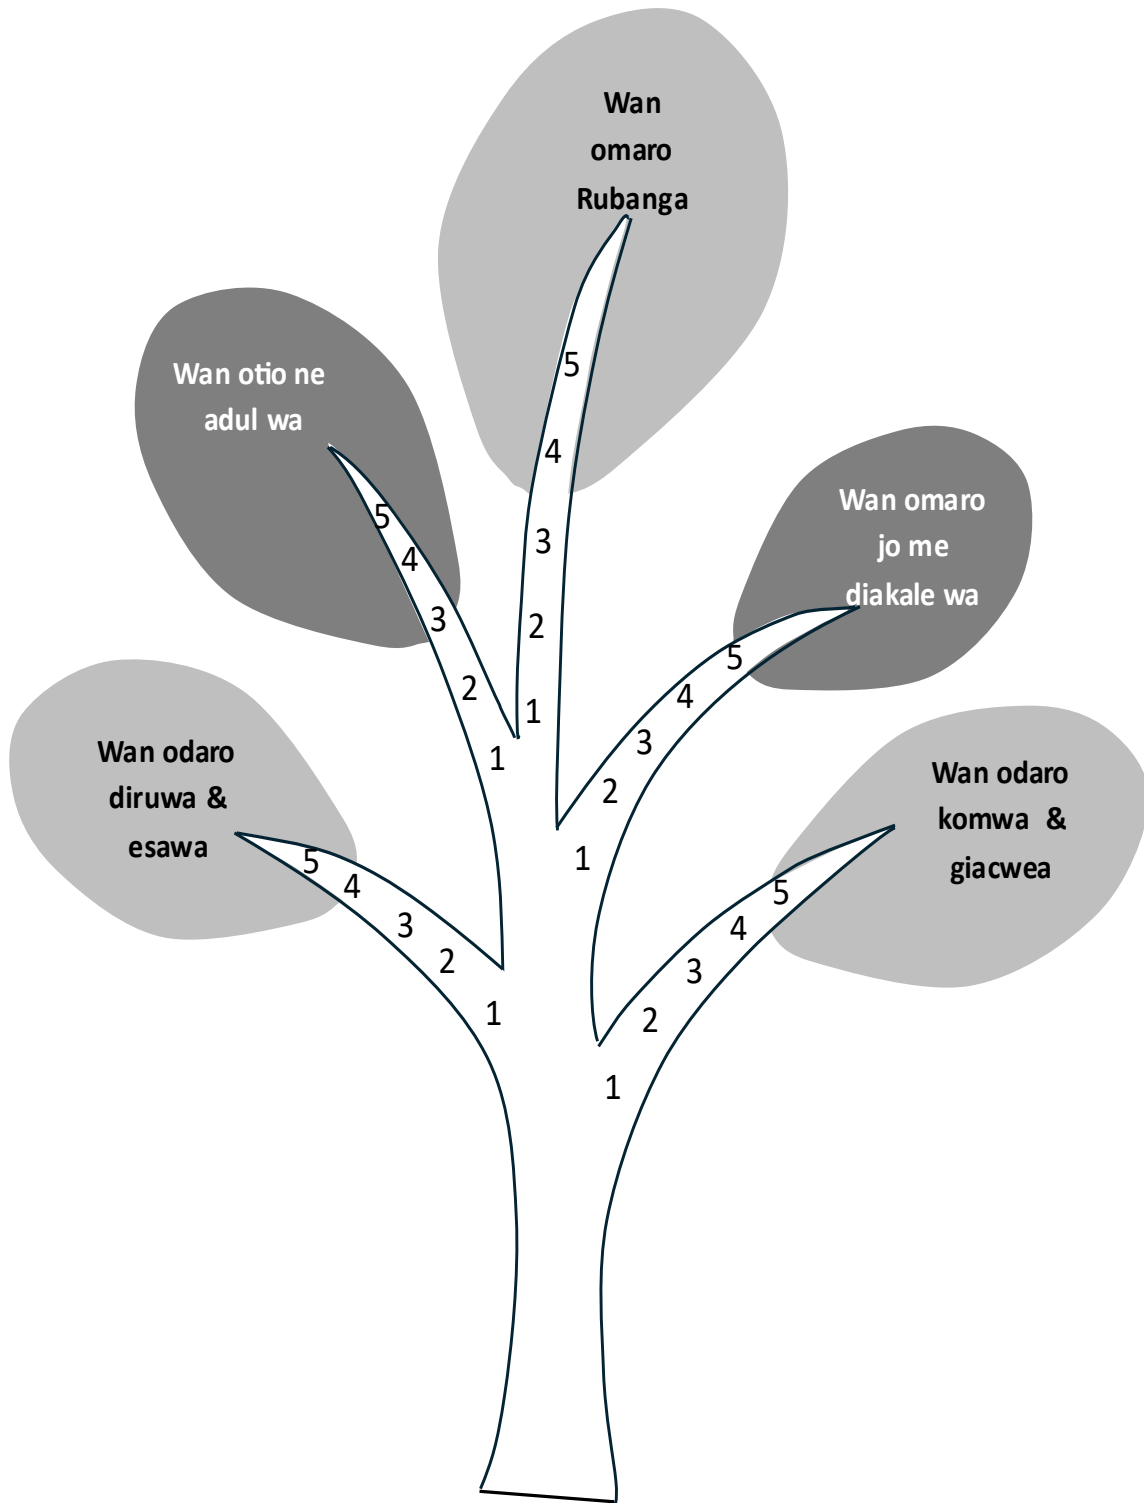 Wan
omaro
Rubanga
5
4
3
2
1
Wan otio ne
adul wa
5
4
3
2
1
Wan omaro
jo me
diakale wa
5
4
3
2
1
Wan odaro
diruwa &
esawa
5
4
3
2
1
Wan odaro
komwa &
giacwea
5
4
3
2
1